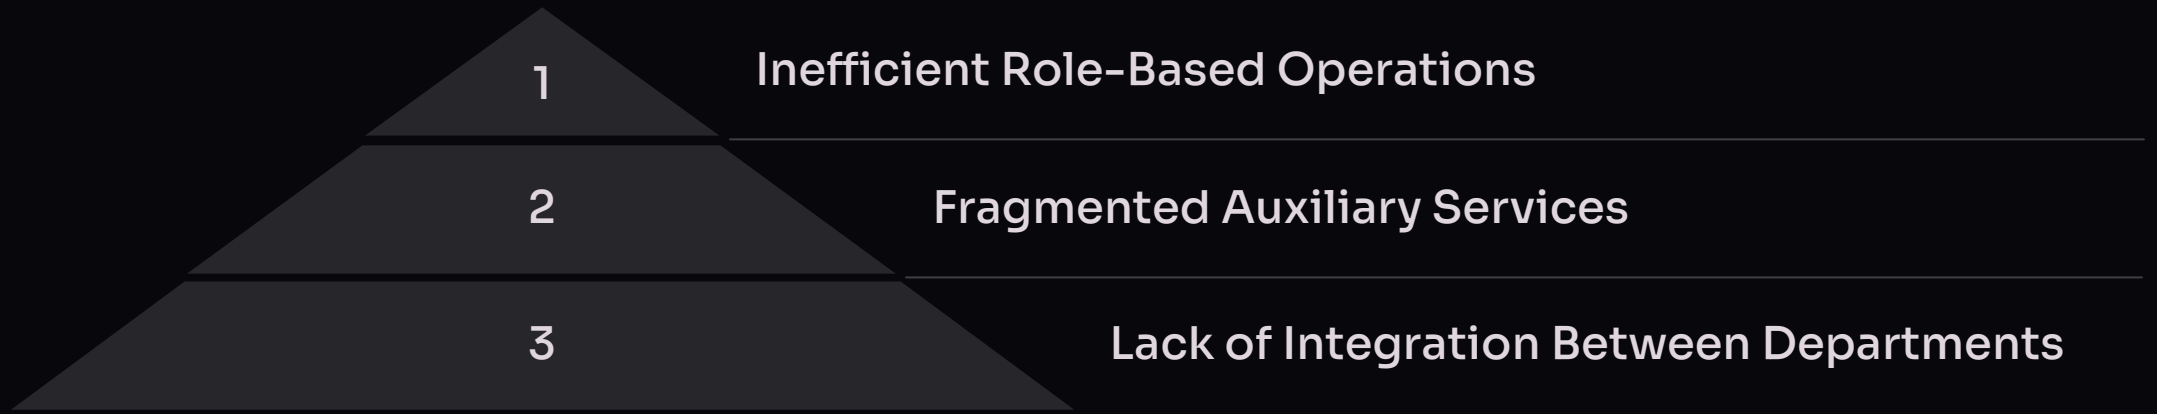 1
Inefficient Role-Based Operations
2
Fragmented Auxiliary Services
3
Lack of Integration Between Departments